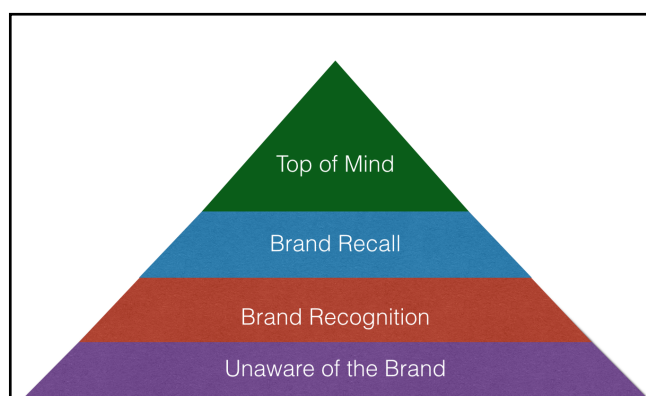 Top of Mind
Brand Recall
Brand Recognition
Unaware of the Brand